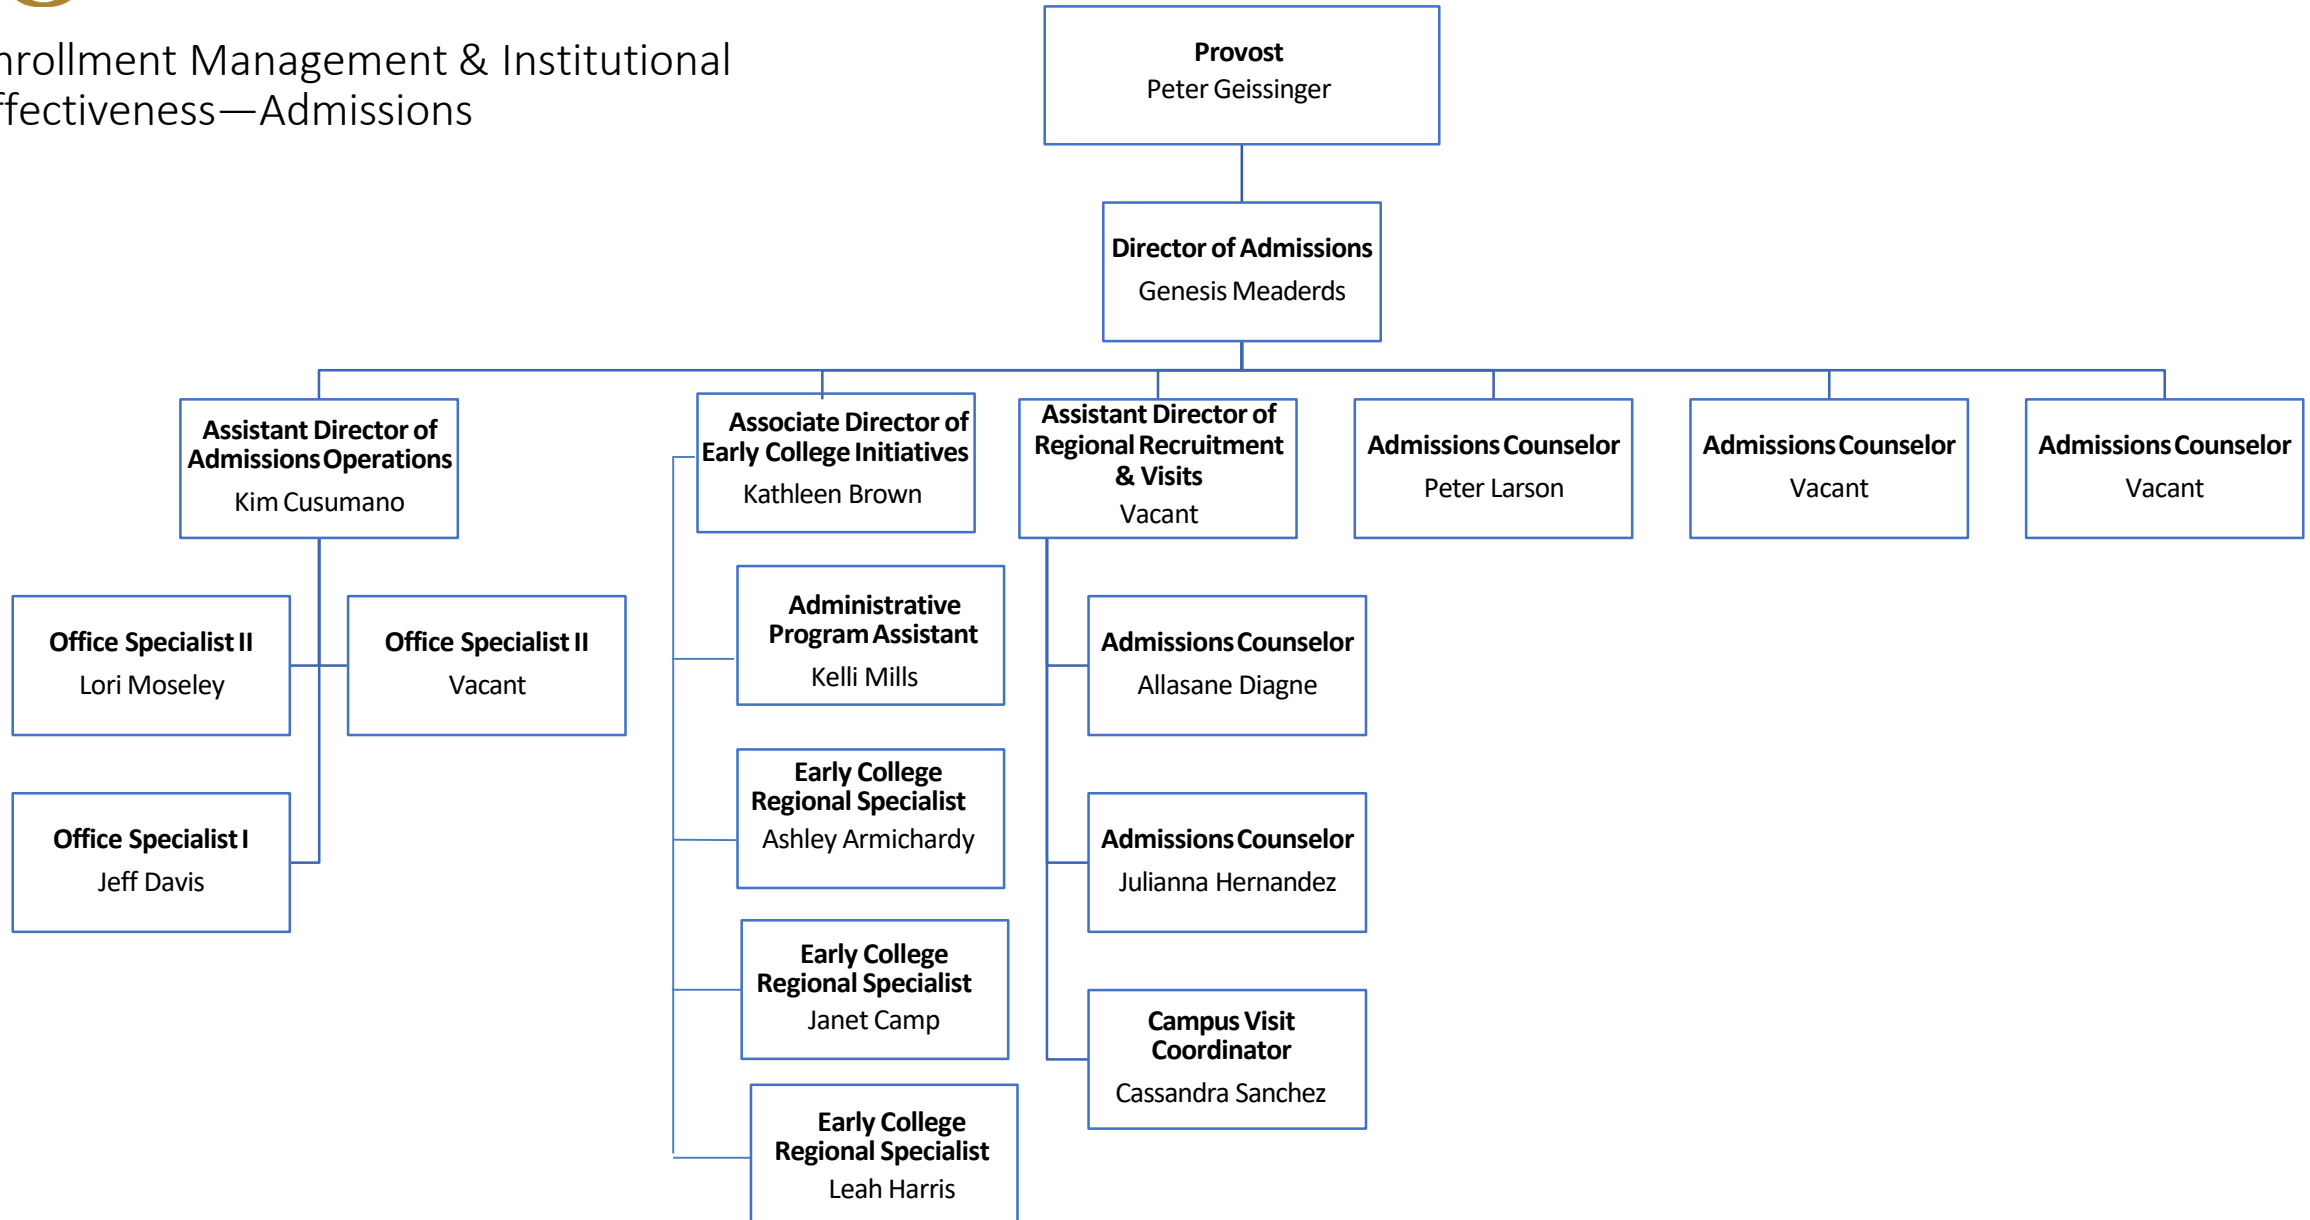 nrollment Management & Institutional
ffectiveness—Admissions
Provost
Peter Geissinger
Director of Admissions
Genesis Meaderds
Assistant Director of
Admissions Operations
Kim Cusumano
Associate Director of
Early College Initiatives
Kathleen Brown
Assistant Director of
Regional Recruitment
& Visits
Vacant
Admissions Counselor
Peter Larson
Admissions Counselor
Vacant
Admissions Counselor
Vacant
Office Specialist II
Lori Moseley
Office Specialist II
Vacant
Office Specialist I
Jeff Davis
Administrative
Program Assistant
Kelli Mills
Early College
Regional Specialist
Ashley Armichardy
Early College
Regional Specialist
Janet Camp
Early College
Regional Specialist
Leah Harris
Admissions Counselor
Allasane Diagne
Admissions Counselor
Julianna Hernandez
Campus Visit
Coordinator
Cassandra Sanchez